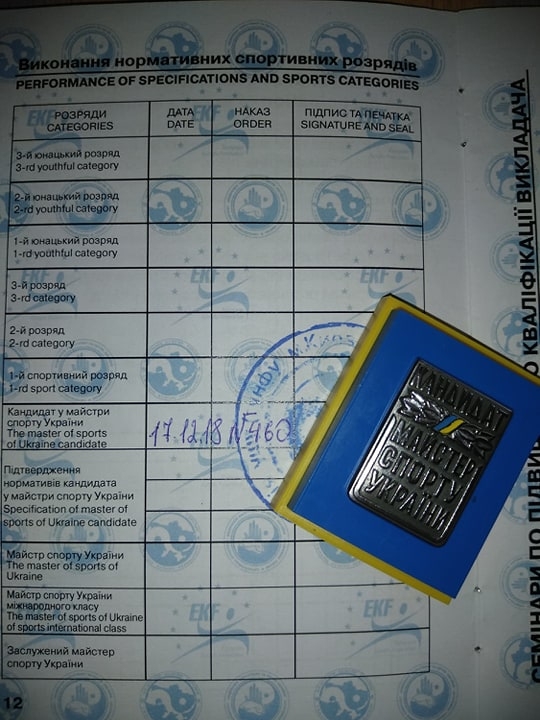 Виконання нормативних спортивних розрядів
PERFORMANCE OF SPECIFICATIONS AND SPORTS CATEGORIES
РОЗРЯДИ
CATEGORIES
ДАТА
DATE
НАКАЗ
ORDER
ПІДПИС ТА ПЕЧАТКА
SIGNATURE AND SEAL
3-й юнацький розряд
3-rd youthful category
2-й юнацький розряд
2-rd youthful category
1-й юнацький розряд
1-rd youthful category
3-й розряд
3-rd category
2-й розряд
2-rd category
1-й спортивний розряд
1-rd sport category
Кандидат у майстри
спорту України
The master of sports
of Ukraine candidate
17.12.18 № 460
Підтвердження
нормативів кандидата
у майстри спорту України
Specification of master of
sports of Ukraine candidate
Майстр спорту України
The master of sports of
Ukraine
Майстр спорту України
міжнародного класу
The master of sports of Ukraine
of sports international class
Заслужений майстер
спорту України
12
КАНДИДАТ
МАЙСТЕР
СПОРТУ
УКРАЇНИ
EKF
СЕМІНАРИ ПО ПІДВИ
КВАЛІФІКАЦІЇ ВИКЛАДАЧА